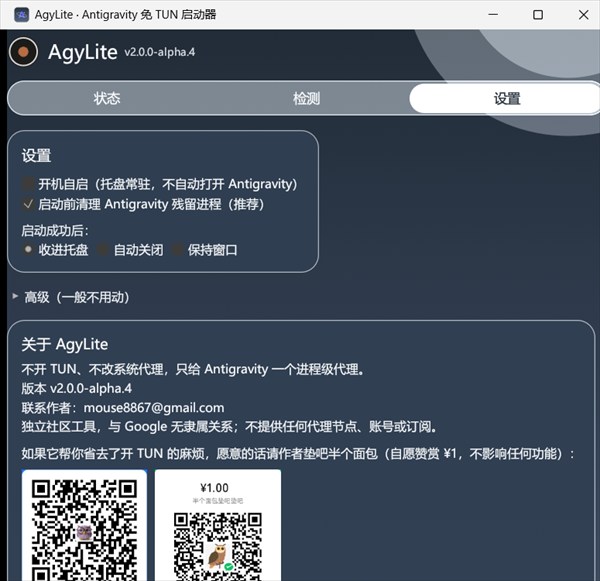 AgyLite · Antigravity 免 TUN 启动器
AgyLite v2.0.0-alpha.4
状态 检测 设置
设置
开机自启（托盘常驻，不自动打开 Antigravity）
启动前清理 Antigravity 残留进程（推荐）
启动成功后：
收进托盘 自动关闭 保持窗口
高级（一般不用动）
关于 AgyLite
不开 TUN、不改系统代理，只给 Antigravity 一个进程级代理。
版本 v2.0.0-alpha.4
联系作者：mouse8867@gmail.com
独立社区工具，与 Google 无隶属关系；不提供任何代理节点、账号或订阅。
如果它帮你省去了开 TUN 的麻烦，愿意的话请作者垫吧半个面包（自愿赞赏 ¥1，不影响任何功能）：
¥1.00
半个面包垫吧垫吧